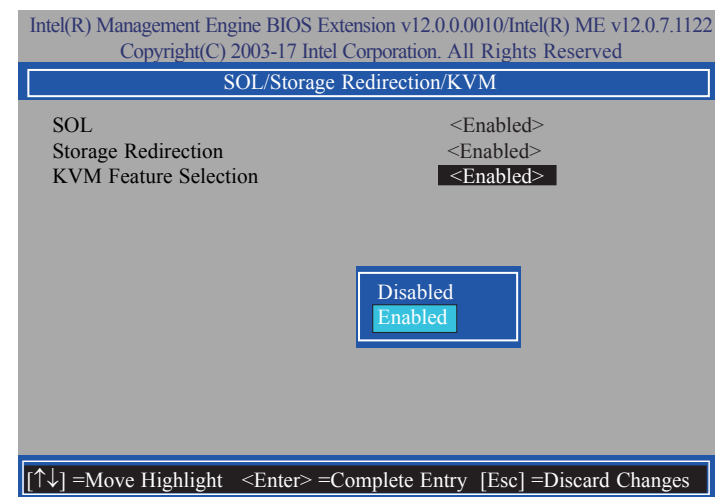 Intel(R) Management Engine BIOS Extension v12.0.0.0010/Intel(R) ME v12.0.7.1122
Copyright(C) 2003-17 Intel Corporation. All Rights Reserved
SOL/Storage Redirection/KVM
SOL <Enabled>
Storage Redirection <Enabled>
KVM Feature Selection <Enabled>
Disabled
Enabled
[↑↓] =Move Highlight <Enter> =Complete Entry [Esc] =Discard Changes